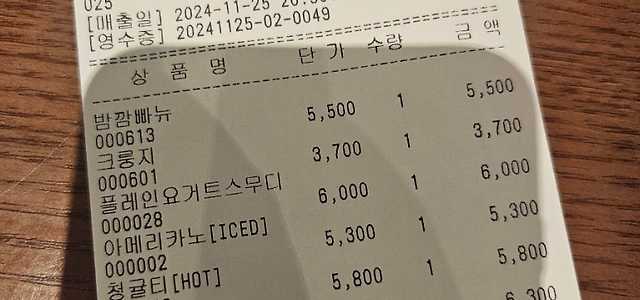 025
[매출일] 2024-11-25
[영수증] 20241125-02-0049
상 품 명 단 가 수량 금 액
밤깜빠뉴 5,500 1 5,500
000613
크룽지 3,700 1 3,700
000601
플레인요거트스무디 6,000 1 6,000
000028
아메리카노[ICED] 5,300 1 5,300
000002
청귤티[HOT] 5,800 1 5,800
6,300